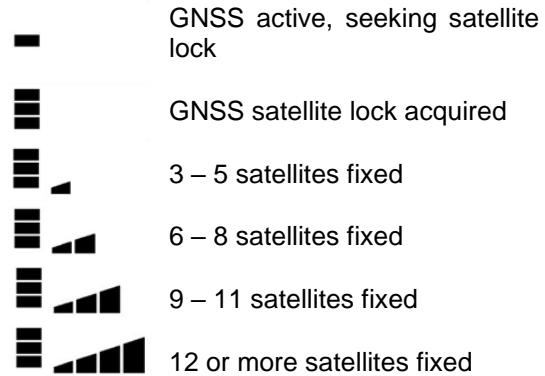 GNSS active, seeking satellite
lock
GNSS satellite lock acquired
3 – 5 satellites fixed
6 – 8 satellites fixed
9 – 11 satellites fixed
12 or more satellites fixed